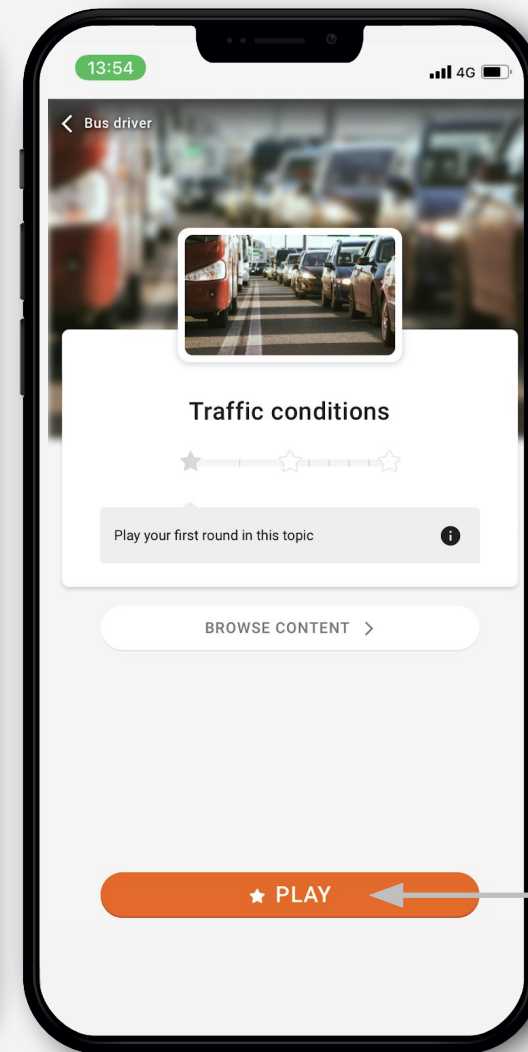 13:54
4G
Bus driver
Traffic conditions
Play your first round in this topic
BROWSE CONTENT
PLAY